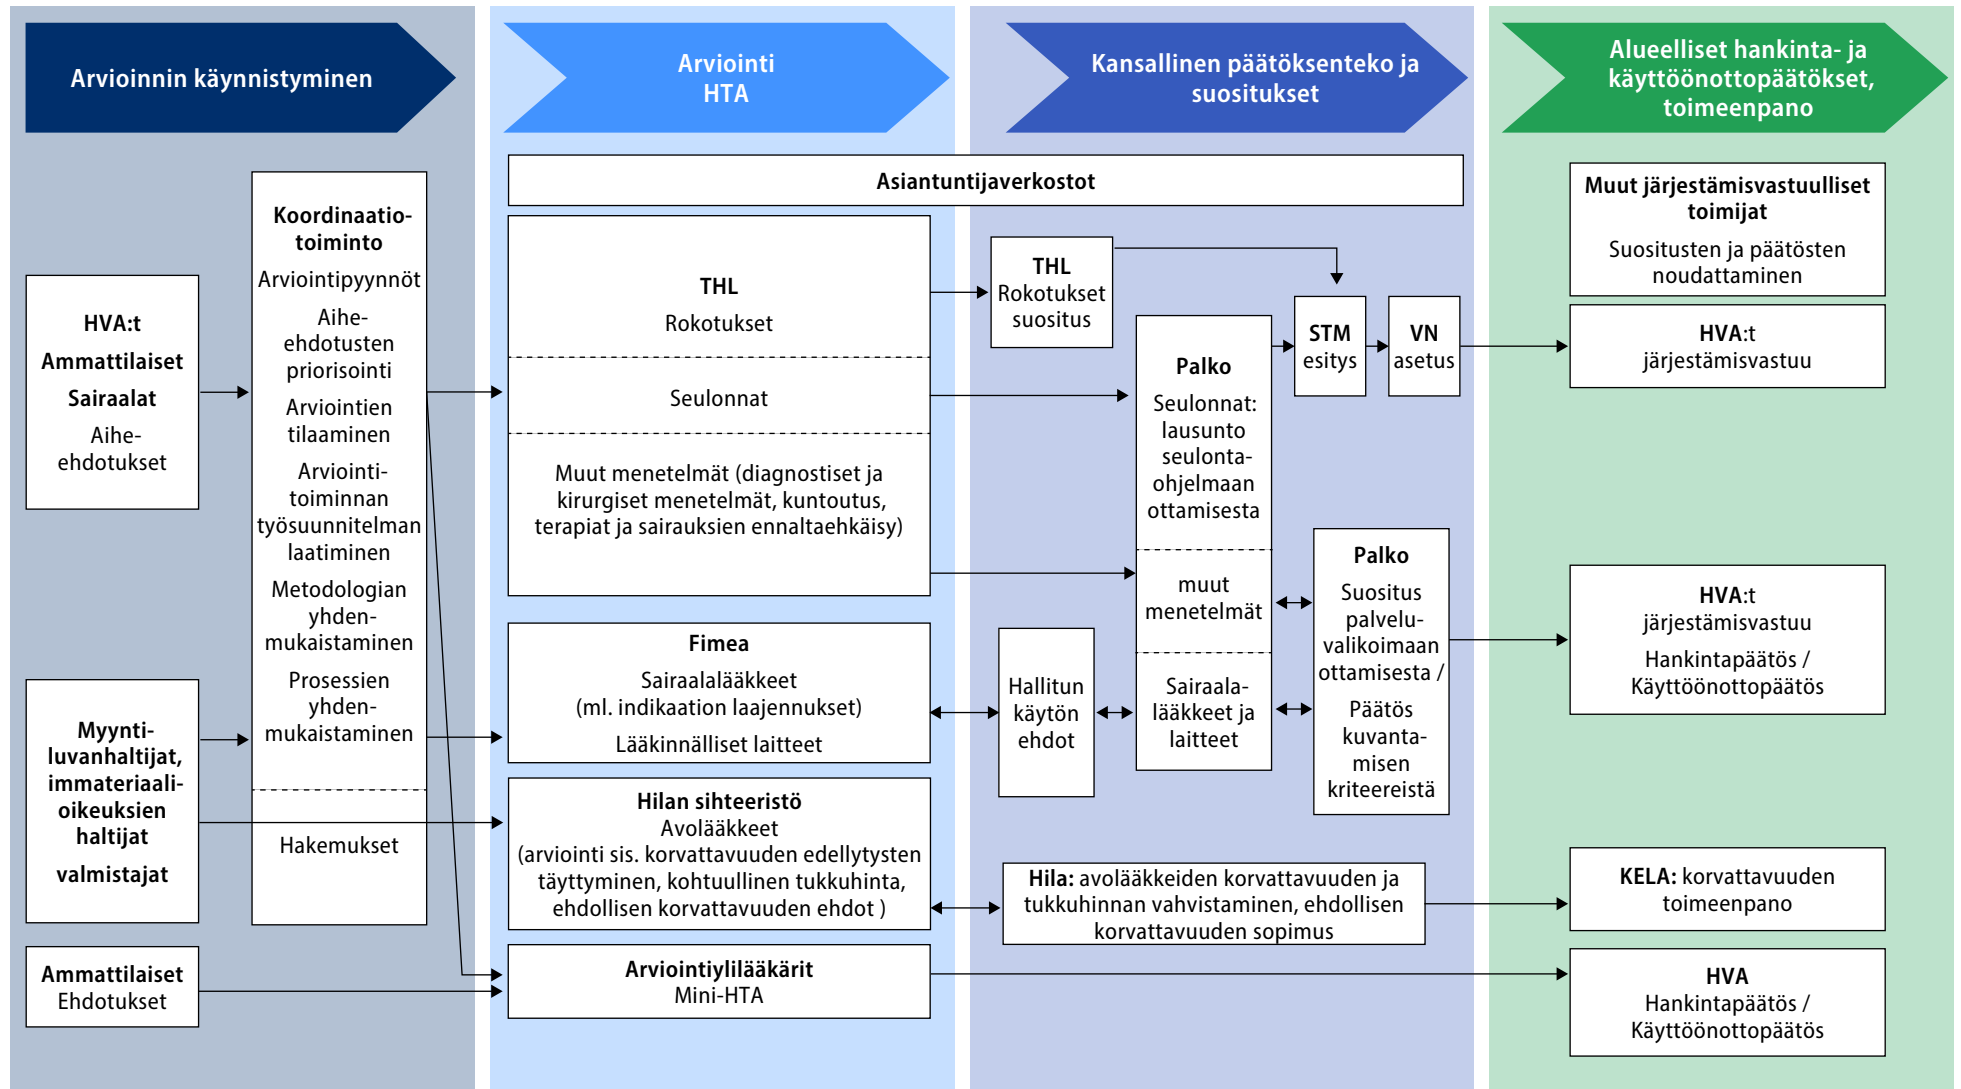 Arvioinnin käynnistyminen
Arviointi
HTA
Kansallinen päätöksenteko ja
suositukset
Alueelliset hankinta- ja
käyttöönottopäätökset,
toimeenpano
HVA:t
Ammattilaiset
Sairaalat
Aihe-
ehdotukset
Myynti-
luvanhaltijat,
immateriaali-
oikeuksien
haltijat
valmistajat
Ammattilaiset
Ehdotukset
Koordinaatio-
toiminto
Arviointipyynnöt
Aihe-
ehdotusten
priorisointi
Arviointien
tilaaminen
Arviointi-
toiminnan
työsuunnitelman
laatiminen
Metodologian
yhden-
mukaistaminen
Prosessien
yhden-
mukaistaminen
Hakemukset
Asiantuntijaverkostot
THL
Rokotukset
Seulonnat
Muut menetelmät (diagnostiset ja
kirurgiset menetelmät, kuntoutus,
terapiat ja sairauksien ennaltaehkäisy)
Fimea
Sairaalalääkkeet
(ml. indikaation laajennukset)
Lääkinnälliset laitteet
Hilan sihteeristö
Avolääkkeet
(arviointi sis. korvattavuuden edellytysten
täyttyminen, kohtuullinen tukkuhinta,
ehdollisen korvattavuuden ehdot )
Arviointiylilääkärit
Mini-HTA
THL
Rokotukset
suositus
Hallitun
käytön
ehdot
Palko
Seulonnat:
lausunto
seulonta-
ohjelmaan
ottamisesta
muut
menetelmät
Sairaala-
lääkkeet ja
laitteet
STM
esitys
VN
asetus
Palko
Suositus
palvelu-
valikoimaan
ottamisesta /
Päätös
kuvanta-
misen
kriteereistä
Hila: avolääkkeiden korvattavuuden ja
tukkuhinnan vahvistaminen, ehdollisen
korvattavuuden sopimus
Muut järjestämisvastuulliset
toimijat
Suositusten ja päätösten
noudattaminen
HVA:t
järjestämisvastuu
HVA:t
järjestämisvastuu
Hankintapäätös /
Käyttöönottopäätös
KELA: korvattavuuden
toimeenpano
HVA
Hankintapäätös /
Käyttöönottopäätös